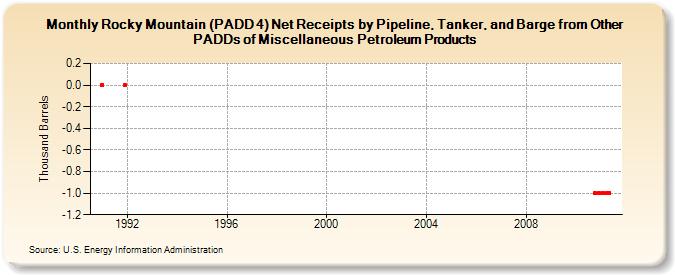 Monthly Rocky Mountain (PADD 4) Net Receipts by Pipeline, Tanker, and Barge from Other
PADDs of Miscellaneous Petroleum Products
Thousand Barrels
0.2
0.0
-0.2
-0.4
-0.6
-0.8
-1.0
-1.2
1992 1996 2000 2004 2008
Source: U.S. Energy Information Administration